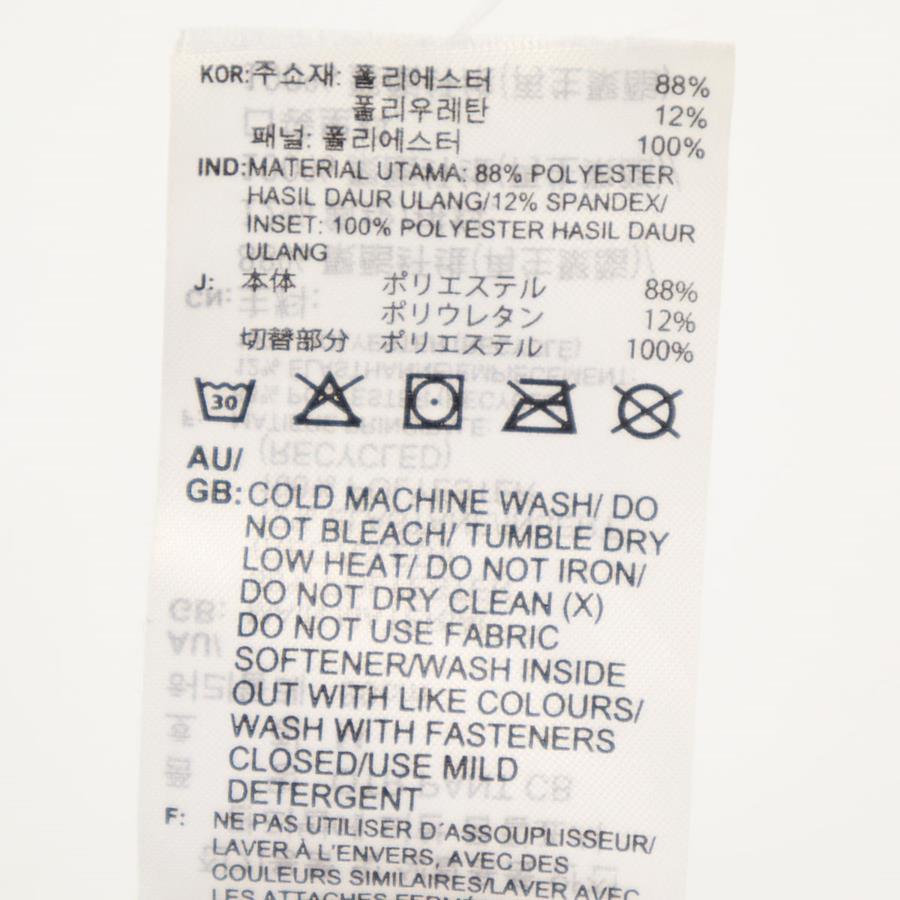 KOR:주소재: 폴리에스터 88%
폴리우레탄 12%
패널: 폴리에스터 100%
IND:MATERIAL UTAMA: 88% POLYESTER
HASIL DAUR ULANG/12% SPANDEX/
INSET: 100% POLYESTER HASIL DAUR
ULANG
J: 本体 ポリエステル 88%
ポリウレタン 12%
切替部分 ポリエステル 100%
30
AU/
GB:COLD MACHINE WASH/ DO
NOT BLEACH/ TUMBLE DRY
LOW HEAT/ DO NOT IRON/
DO NOT DRY CLEAN (X)
DO NOT USE FABRIC
SOFTENER/WASH INSIDE
OUT WITH LIKE COLOURS/
WASH WITH FASTENERS
CLOSED/USE MILD
DETERGENT
F: NE PAS UTILISER D´ASSOUPLISSEUR/
LAVER À L'ENVERS, AVEC DES
COULEURS SIMILAIRES/LAVER AVEC
LES ATTACHES